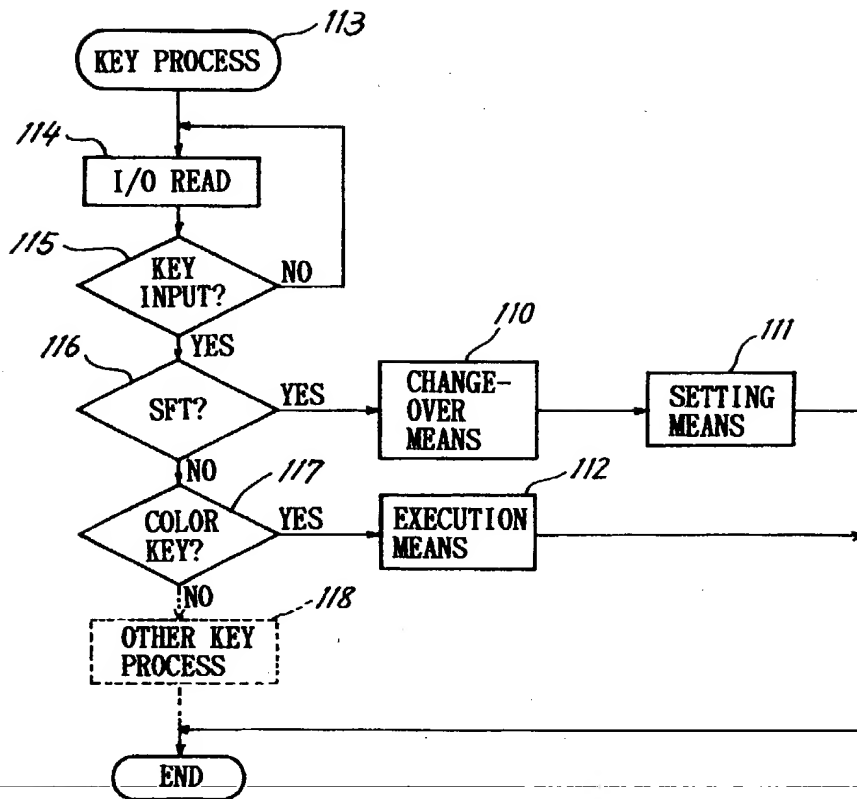 113
KEY PROCESS
114
I/O READ
115
KEY
INPUT?
NO
YES
116
SFT?
YES
110
CHANGE-
OVER
MEANS
111
SETTING
MEANS
NO
117
COLOR
KEY?
YES
112
EXECUTION
MEANS
NO
118
OTHER KEY
PROCESS
END